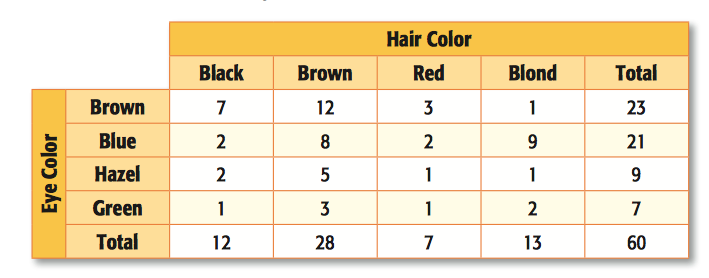 Hair Color
Black Brown Red Blond Total
Eye Color
Brown 7 12 3 1 23
Blue 2 8 2 9 21
Hazel 2 5 1 1 9
Green 1 3 1 2 7
Total 12 28 7 13 60